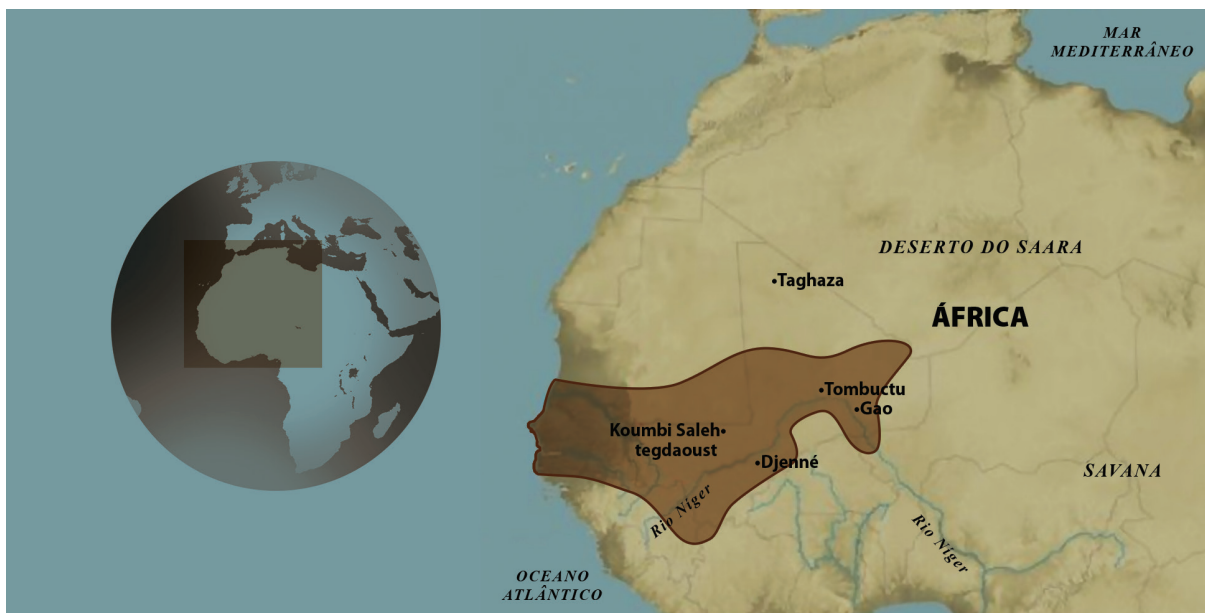 MAR
MEDITERRÂNEO
DESERTO DO SAARA
•Taghaza
ÁFRICA
•Tombuctu
•Gao
Koumbi Saleh•
tegdaoust
•Djenné
SAVANA
Rio Níger
Rio Níger
OCEANO
ATLÂNTICO